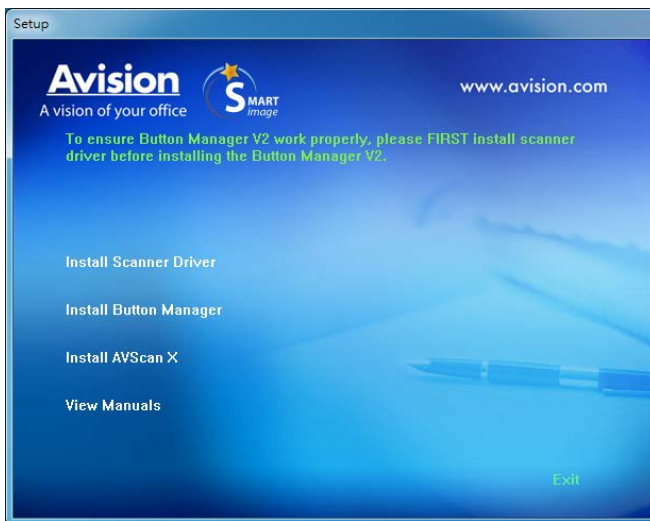 Setup
Avision
A vision of your office
SMART
image
www.avision.com
To ensure Button Manager V2 work properly, please FIRST install scanner
driver before installing the Button Manager V2.
Install Scanner Driver
Install Button Manager
Install AVScan X
View Manuals
Exit